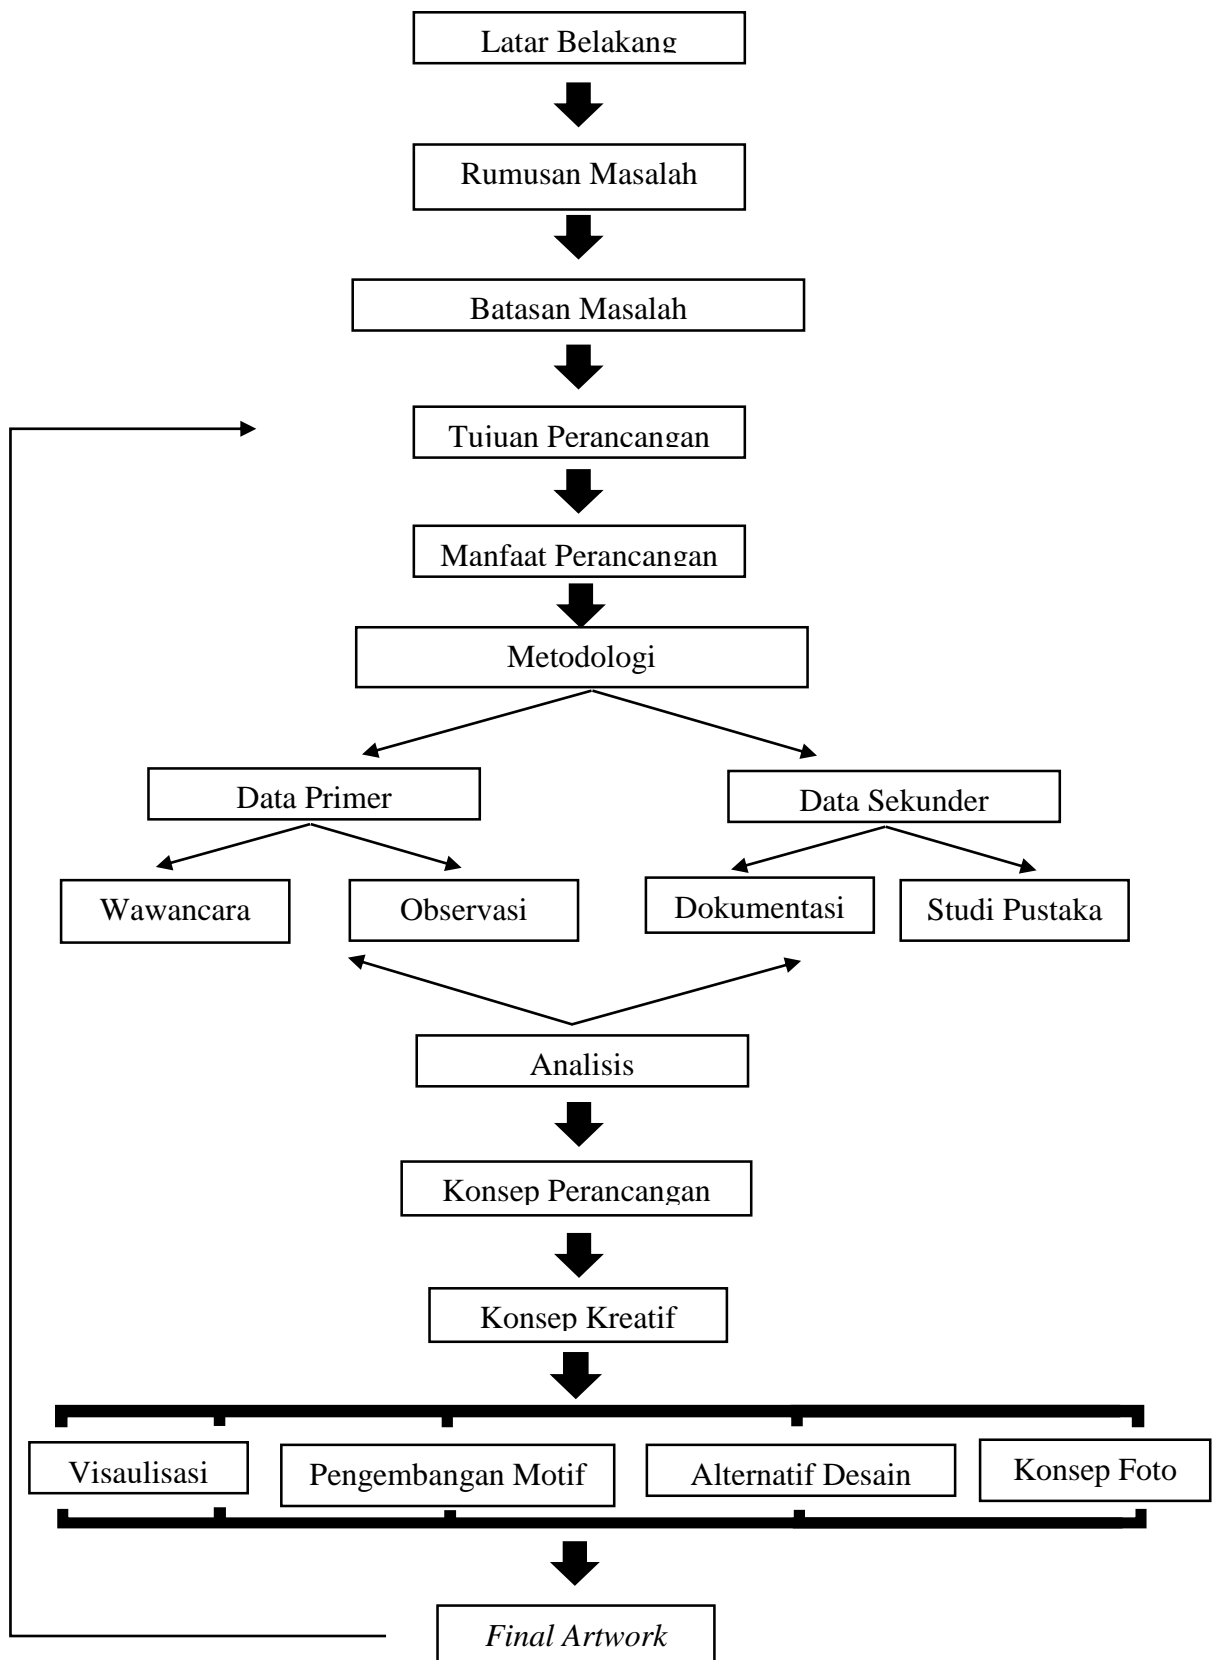 Latar Belakang
Rumusan Masalah
Batasan Masalah
Tujuan Perancangan
Manfaat Perancangan
Metodologi
Data Primer
Data Sekunder
Wawancara
Observasi
Dokumentasi
Studi Pustaka
Analisis
Konsep Perancangan
Konsep Kreatif
Visaulisasi
Pengembangan Motif
Alternatif Desain
Konsep Foto
Final Artwork